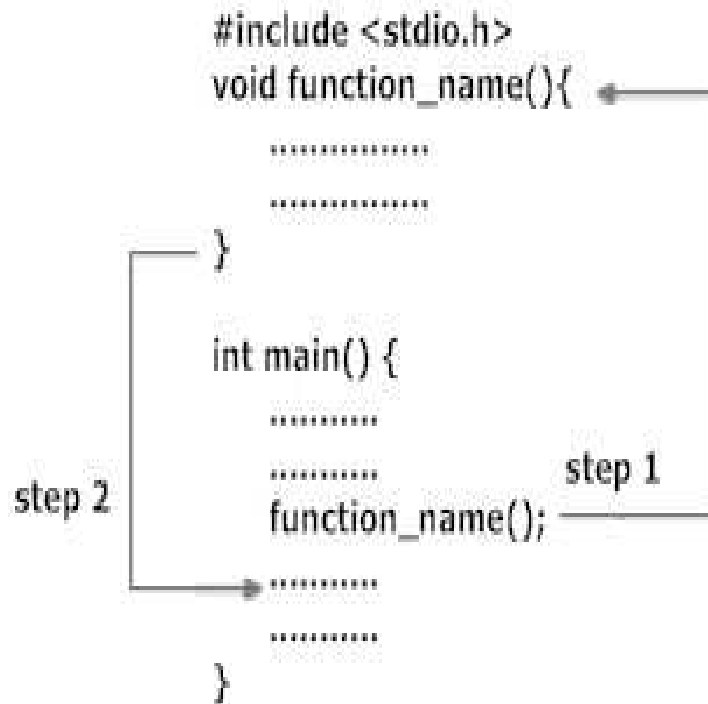 #include <stdio.h>
void function_name(){
................
................
}
int main() {
...........
...........
step 1
function_name();
step 2
...........
...........
}